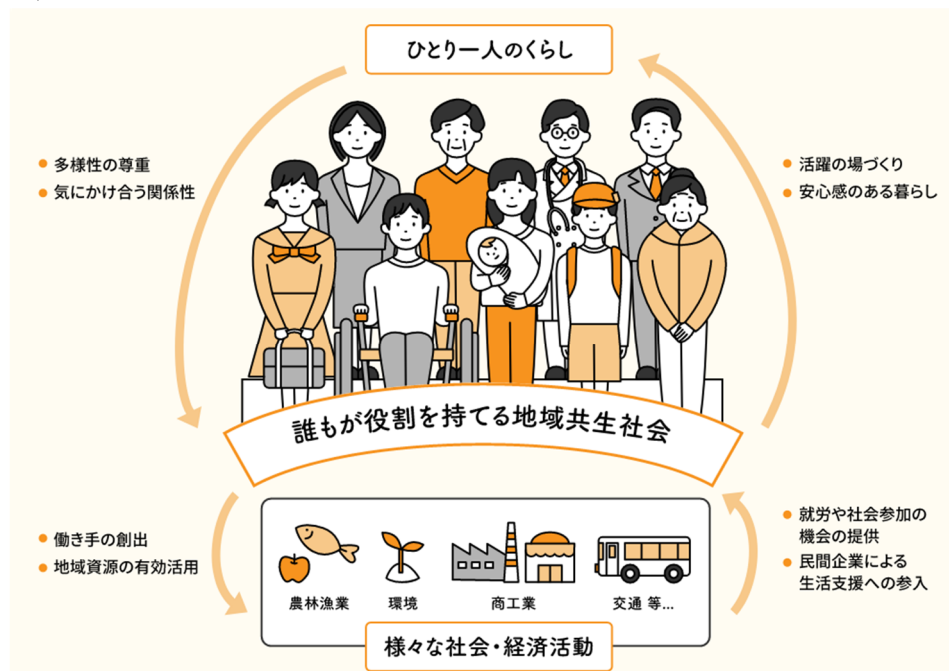 ひとり一人のくらし
多様性の尊重
気にかけ合う関係性
活躍の場づくり
安心感のある暮らし
誰もが役割を持てる地域共生社会
働き手の創出
地域資源の有効活用
就労や社会参加の
機会の提供
民間企業による
生活支援への参入
農林漁業
環境
商工業
交通 等...
様々な社会・経済活動